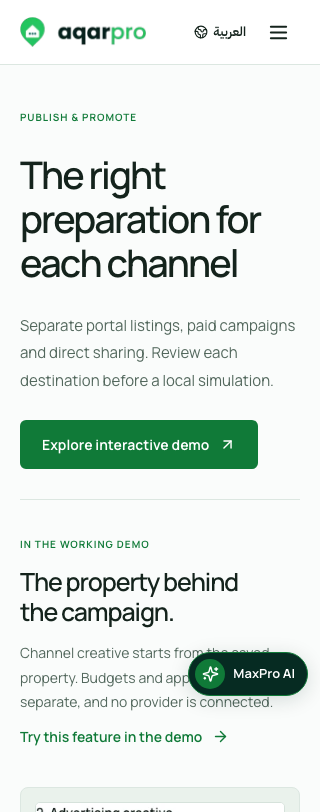 aqarpro
العربية
PUBLISH & PROMOTE
The right
preparation for
each channel
Separate portal listings, paid campaigns
and direct sharing. Review each
destination before a local simulation.
Explore interactive demo
IN THE WORKING DEMO
The property behind
the campaign.
Channel creative starts from the saved
property. Budgets and app
MaxPro AI
separate, and no provider is connected.
Try this feature in the demo
2. Advertising creative